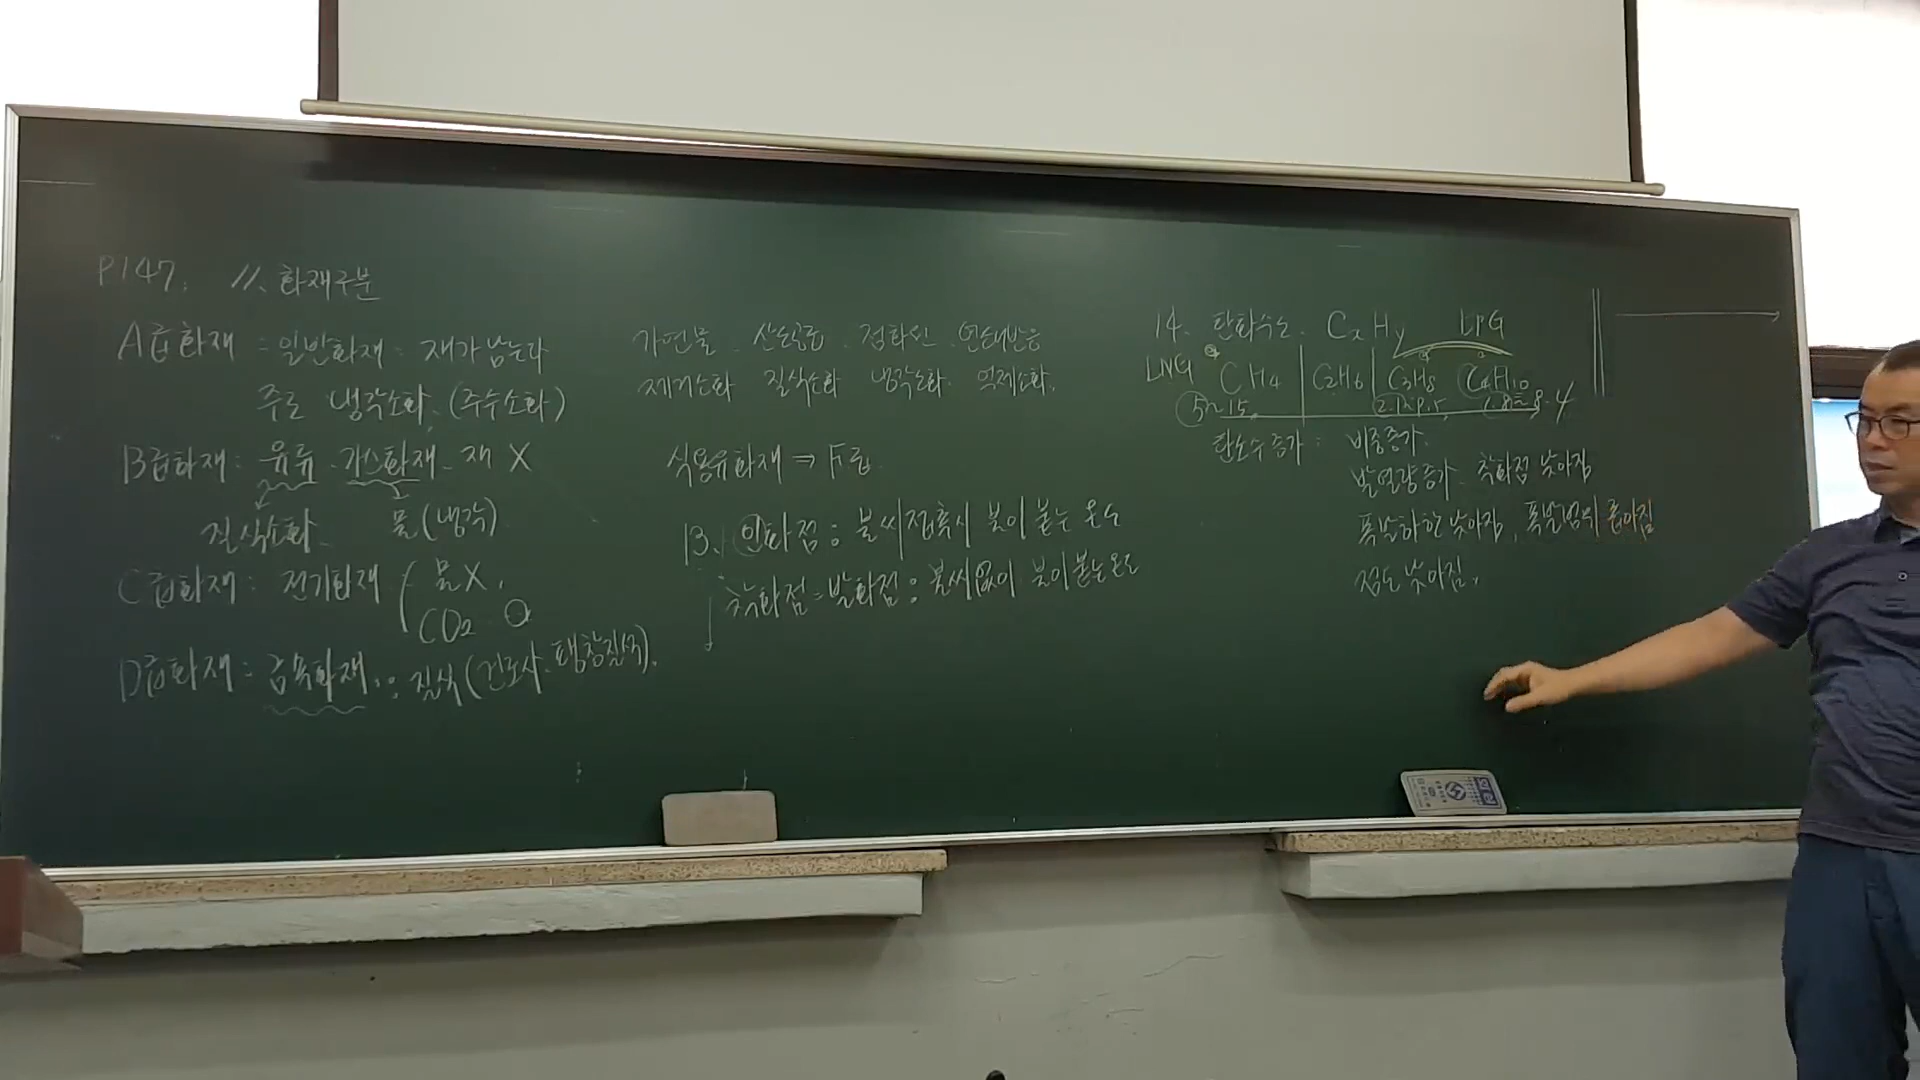 P147. 11. 화재구분
A급화재 = 일반화재 : 재가 남는다
주로 냉각소화. (주수소화)
B급화재 : 유류 . 가스화재 - 재 X
질식소화 물(냉각)
C급화재 : 전기화재 물 X,
CO2 O
D급화재 = 금속화재. : 질식(건조사. 팽창질석).
가연물 산소공급 점화원 연쇄반응
제거소화 질식소화 냉각소화 억제소화.
식용유화재 ⇒ F급.
13. 인화점 : 불씨접촉시 불이 붙는 온도
착화점 = 발화점 : 불씨없이 불이 붙는 온도
14. 탄화수소. CxHy LPG
LNG CH4 C2H6 C3H8 C4H10
5~15. 2.1~9.5 1.8~8.4
탄소수증가 : 비중증가.
발열량증가 - 착화점 낮아짐
폭발하한 낮아짐, 폭발범위 좁아짐
점도 낮아짐,